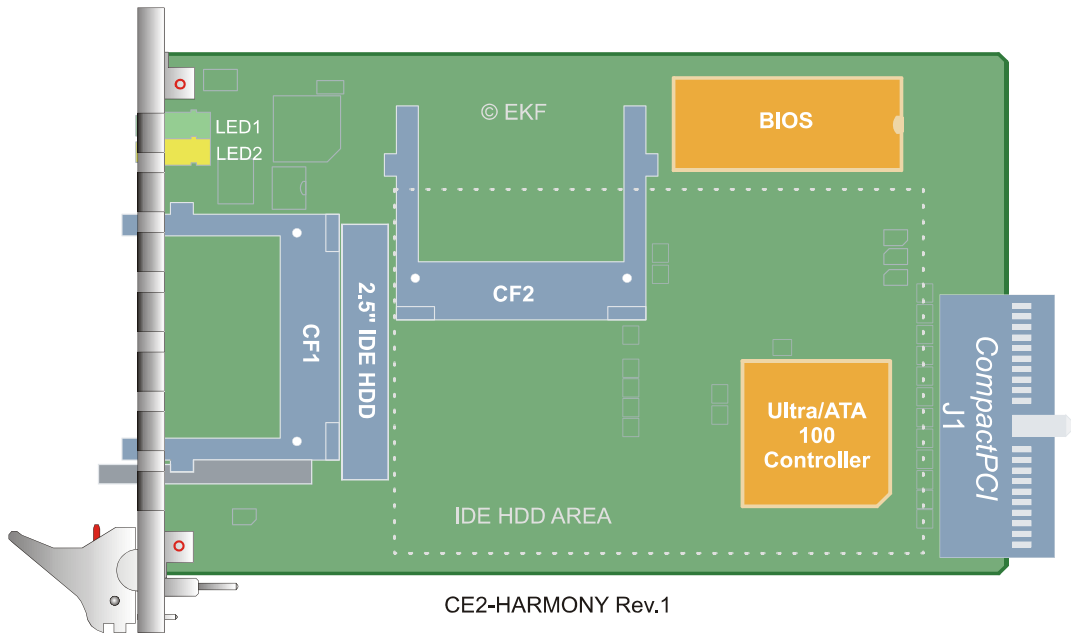 © EKF
BIOS
LED1
LED2
2.5" IDE HDD
CF2
CF1
CompactPCI
J1
Ultra/ATA
100
Controller
IDE HDD AREA
CE2-HARMONY Rev.1